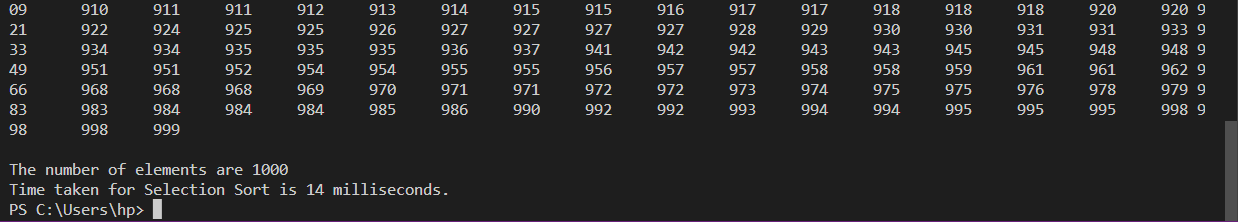 09 910 911 911 912 913 914 915 915 916 917 917 918 918 918 920 920 9
21 922 924 925 925 926 927 927 927 927 928 929 930 930 931 931 933 9
33 934 934 935 935 935 936 937 941 942 942 943 943 945 945 948 948 9
49 951 951 952 954 954 955 955 956 957 957 958 958 959 961 961 962 9
66 968 968 968 969 970 971 971 972 972 973 974 975 975 976 978 979 9
83 983 984 984 984 985 986 990 992 992 993 994 994 995 995 995 998 9
98 998 999
The number of elements are 1000
Time taken for Selection Sort is 14 milliseconds.
PS C:\Users\hp>